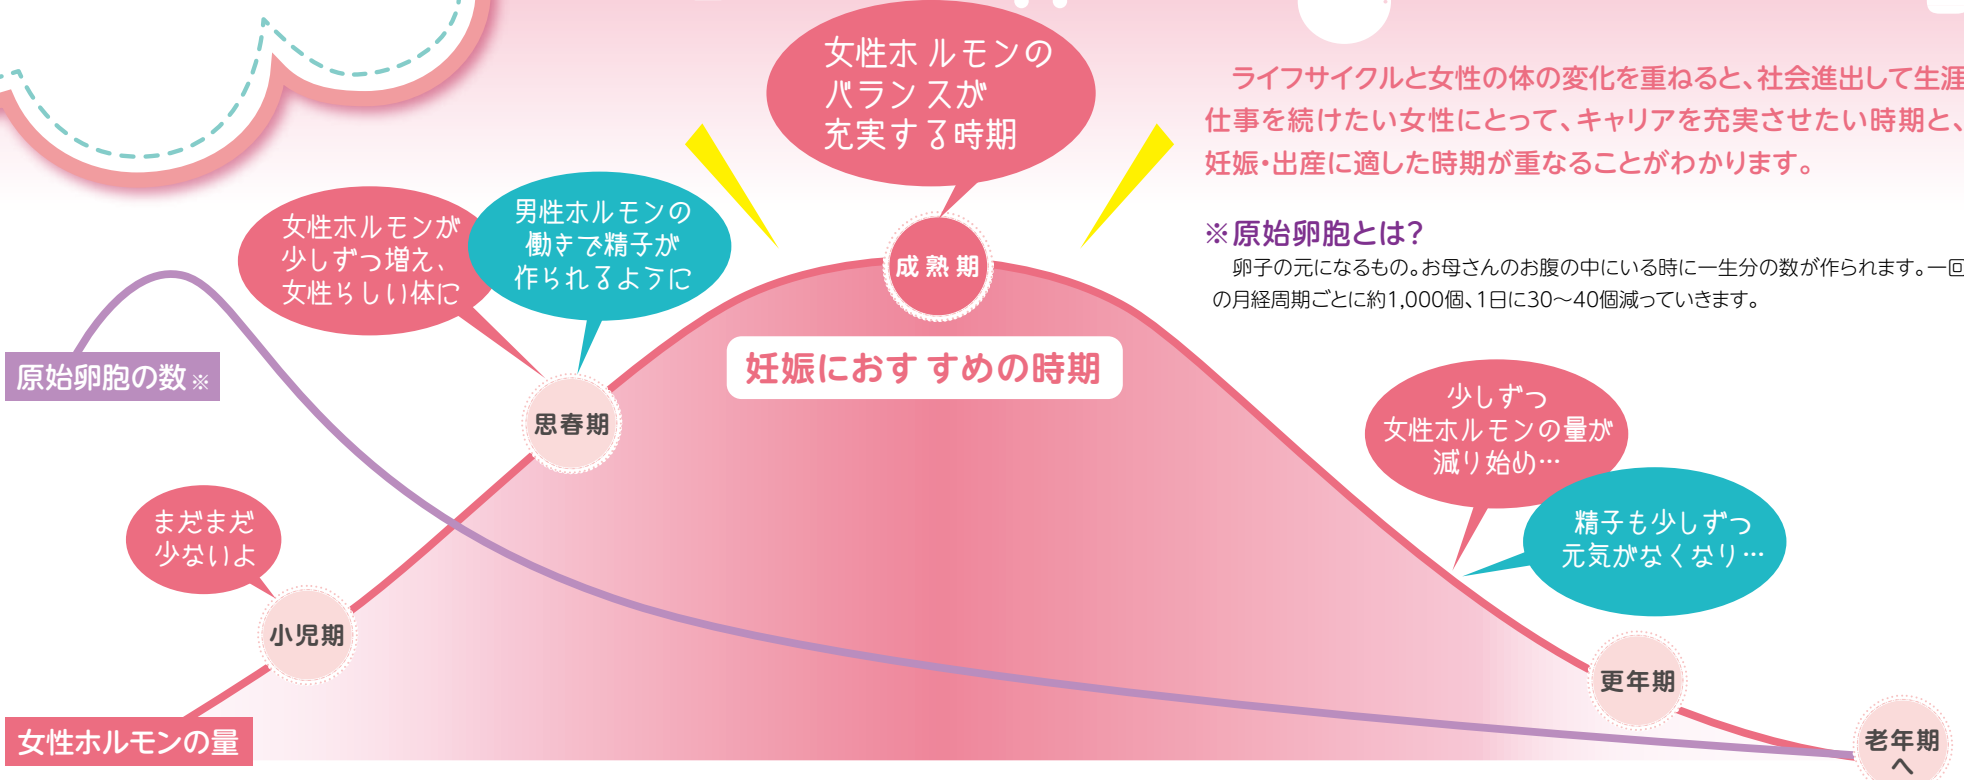 女性ホルモンの
バランスが
充実する時期
ライフサイクルと女性の体の変化を重ねると、社会進出して生涯
仕事を続けたい女性にとって、キャリアを充実させたい時期と、
妊娠・出産に適した時期が重なることがわかります。
※原始卵胞とは?
卵子の元になるもの。お母さんのお腹の中にいる時に一生分の数が作られます。一回
の月経周期ごとに約1,000個、1日に30〜40個減っていきます。
女性ホルモンが
少しずつ増え、
女性らしい体に
男性ホルモンの
働きで精子が
作られるように
成熟期
妊娠におすすめの時期
原始卵胞の数※
思春期
少しずつ
女性ホルモンの量が
減り始め…
精子も少しずつ
元気がなくなり…
まだまだ
少ないよ
小児期
更年期
女性ホルモンの量
老年期
へ